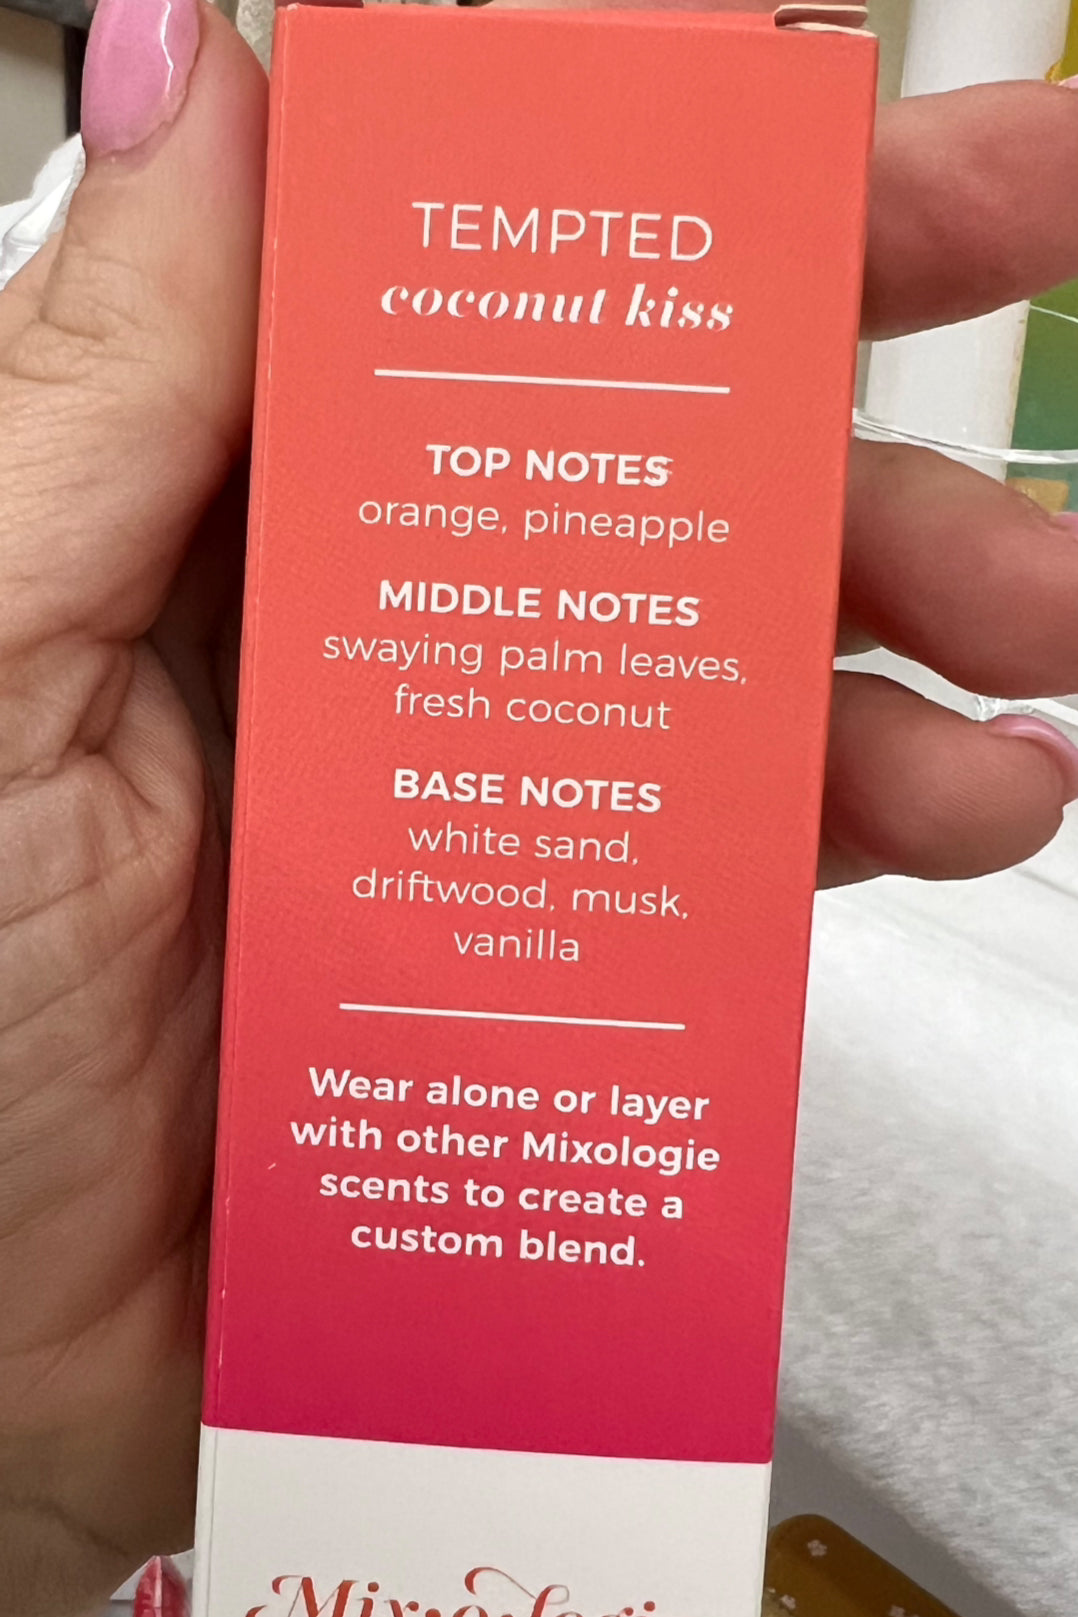 TEMPTED
coconut kiss
TOP NOTES
orange, pineapple
MIDDLE NOTES
swaying palm leaves,
fresh coconut
BASE NOTES
white sand,
driftwood, musk,
vanilla
Wear alone or layer
with other Mixologie
scents to create a
custom blend.